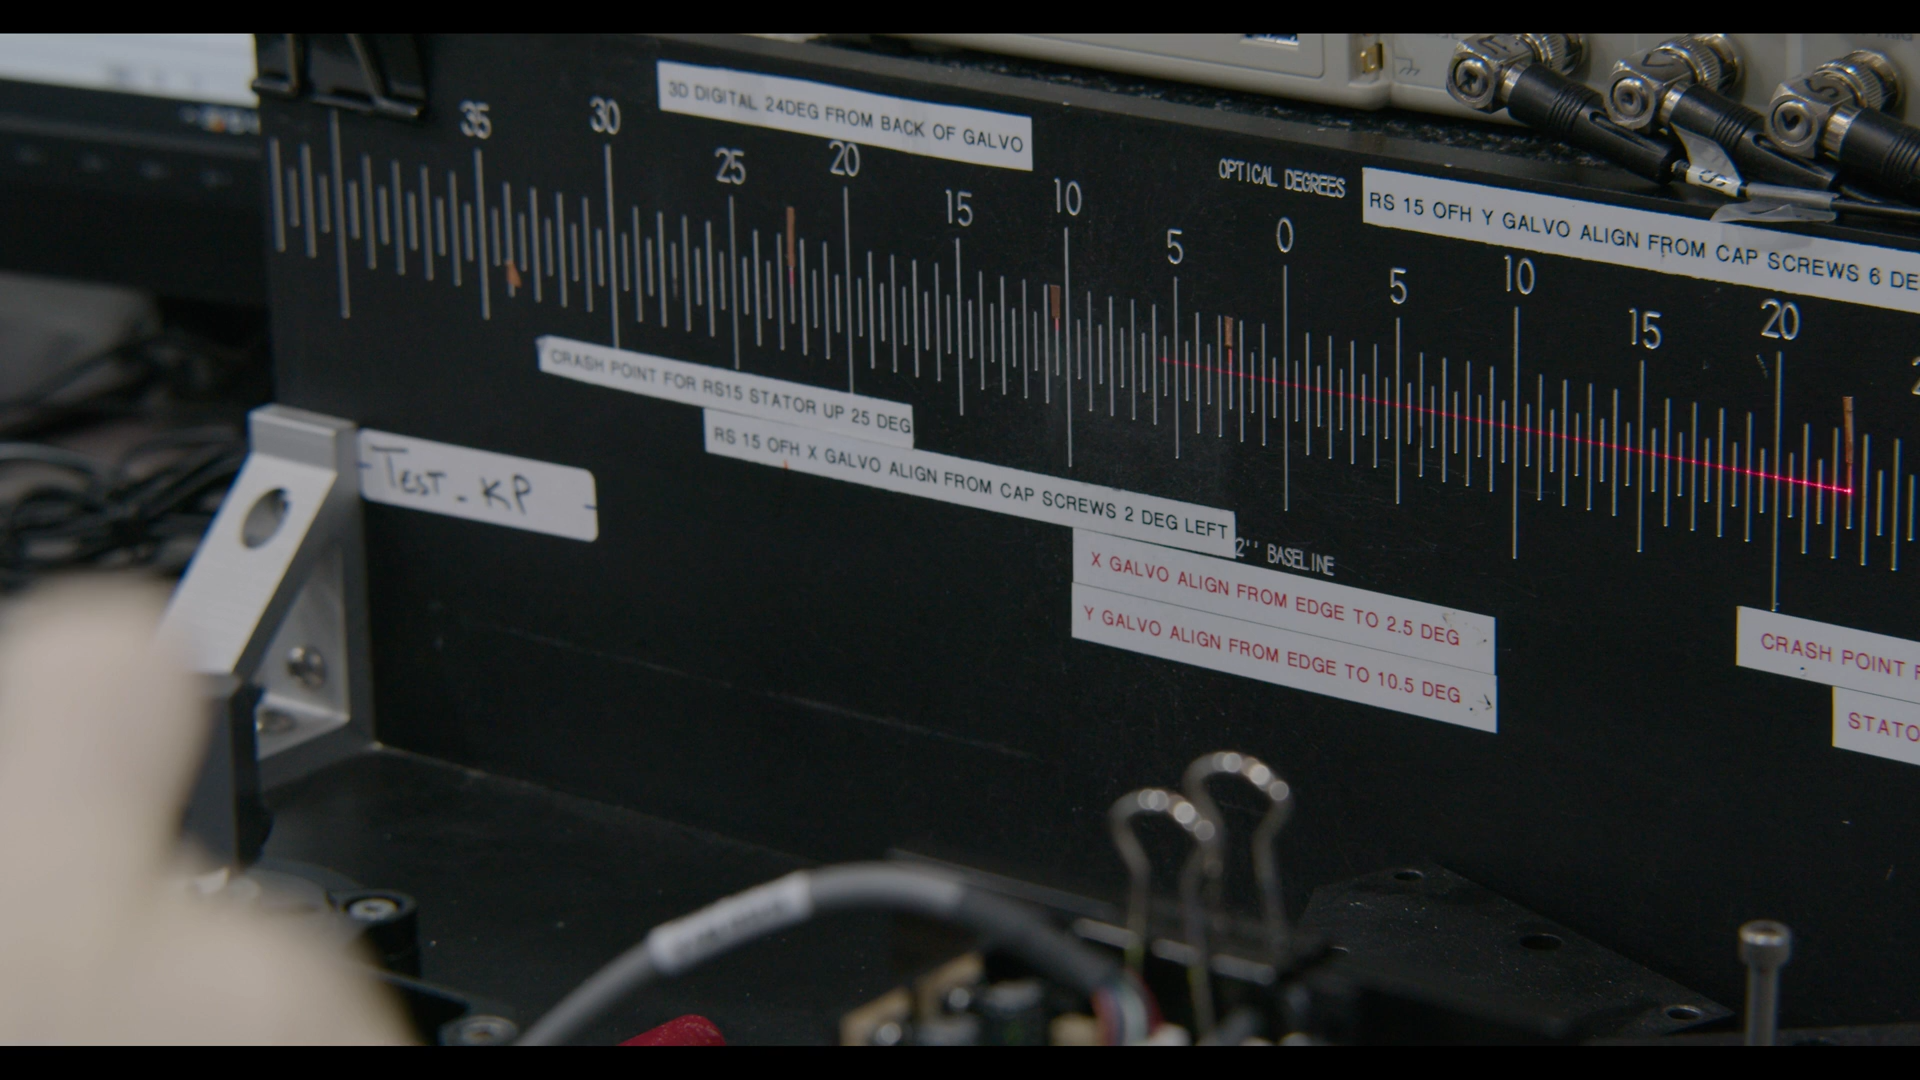 3D DIGITAL 24DEG FROM BACK OF GALVO
35
30
25
20
15
10
5
0
5
10
15
20
OPTICAL DEGREES
RS 15 OFH Y GALVO ALIGN FROM CAP SCREWS 6 DE
CRASH POINT FOR RS15 STATOR UP 25 DEG
RS 15 OFH X GALVO ALIGN FROM CAP SCREWS 2 DEG LEFT
TEST - KP
2'' BASELINE
X GALVO ALIGN FROM EDGE TO 2.5 DEG
Y GALVO ALIGN FROM EDGE TO 10.5 DEG
CRASH POINT F
STATO